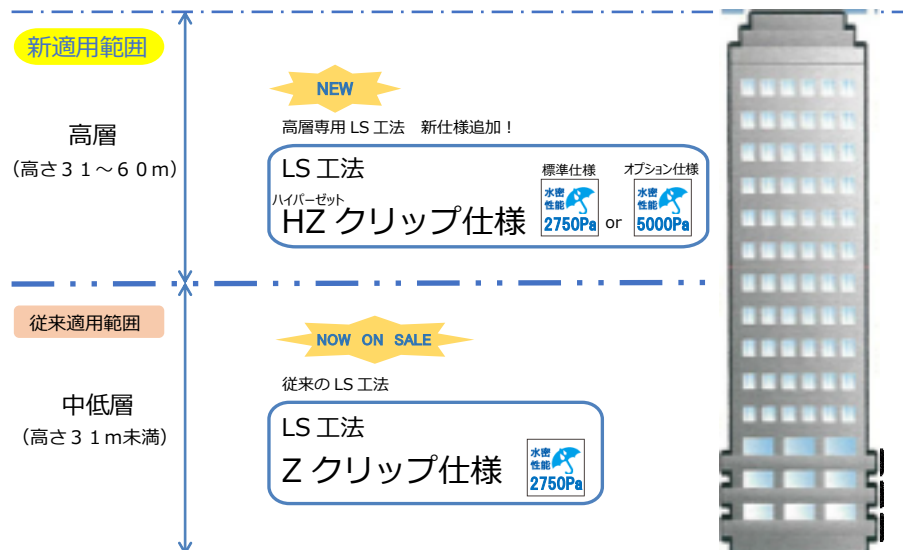 新適用範囲
高層
（高さ３１～６０ｍ）
NEW
高層専用 LS 工法　新仕様追加！
LS 工法
ハイパーゼット
HZ クリップ仕様
標準仕様
水密
性能
2750Pa
or
オプション仕様
水密
性能
5000Pa
従来適用範囲
中低層
（高さ３１ｍ未満）
NOW ON SALE
従来の LS 工法
LS 工法
Z クリップ仕様
水密
性能
2750Pa